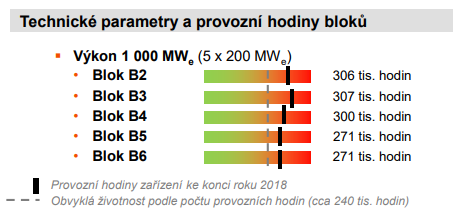 Technické parametry a provozní hodiny bloků
Výkon 1 000 MWe (5 x 200 MWe)
Blok B2 306 tis. hodin
Blok B3 307 tis. hodin
Blok B4 300 tis. hodin
Blok B5 271 tis. hodin
Blok B6 271 tis. hodin
Provozní hodiny zařízení ke konci roku 2018
Obvyklá životnost podle počtu provozních hodin (cca 240 tis. hodin)